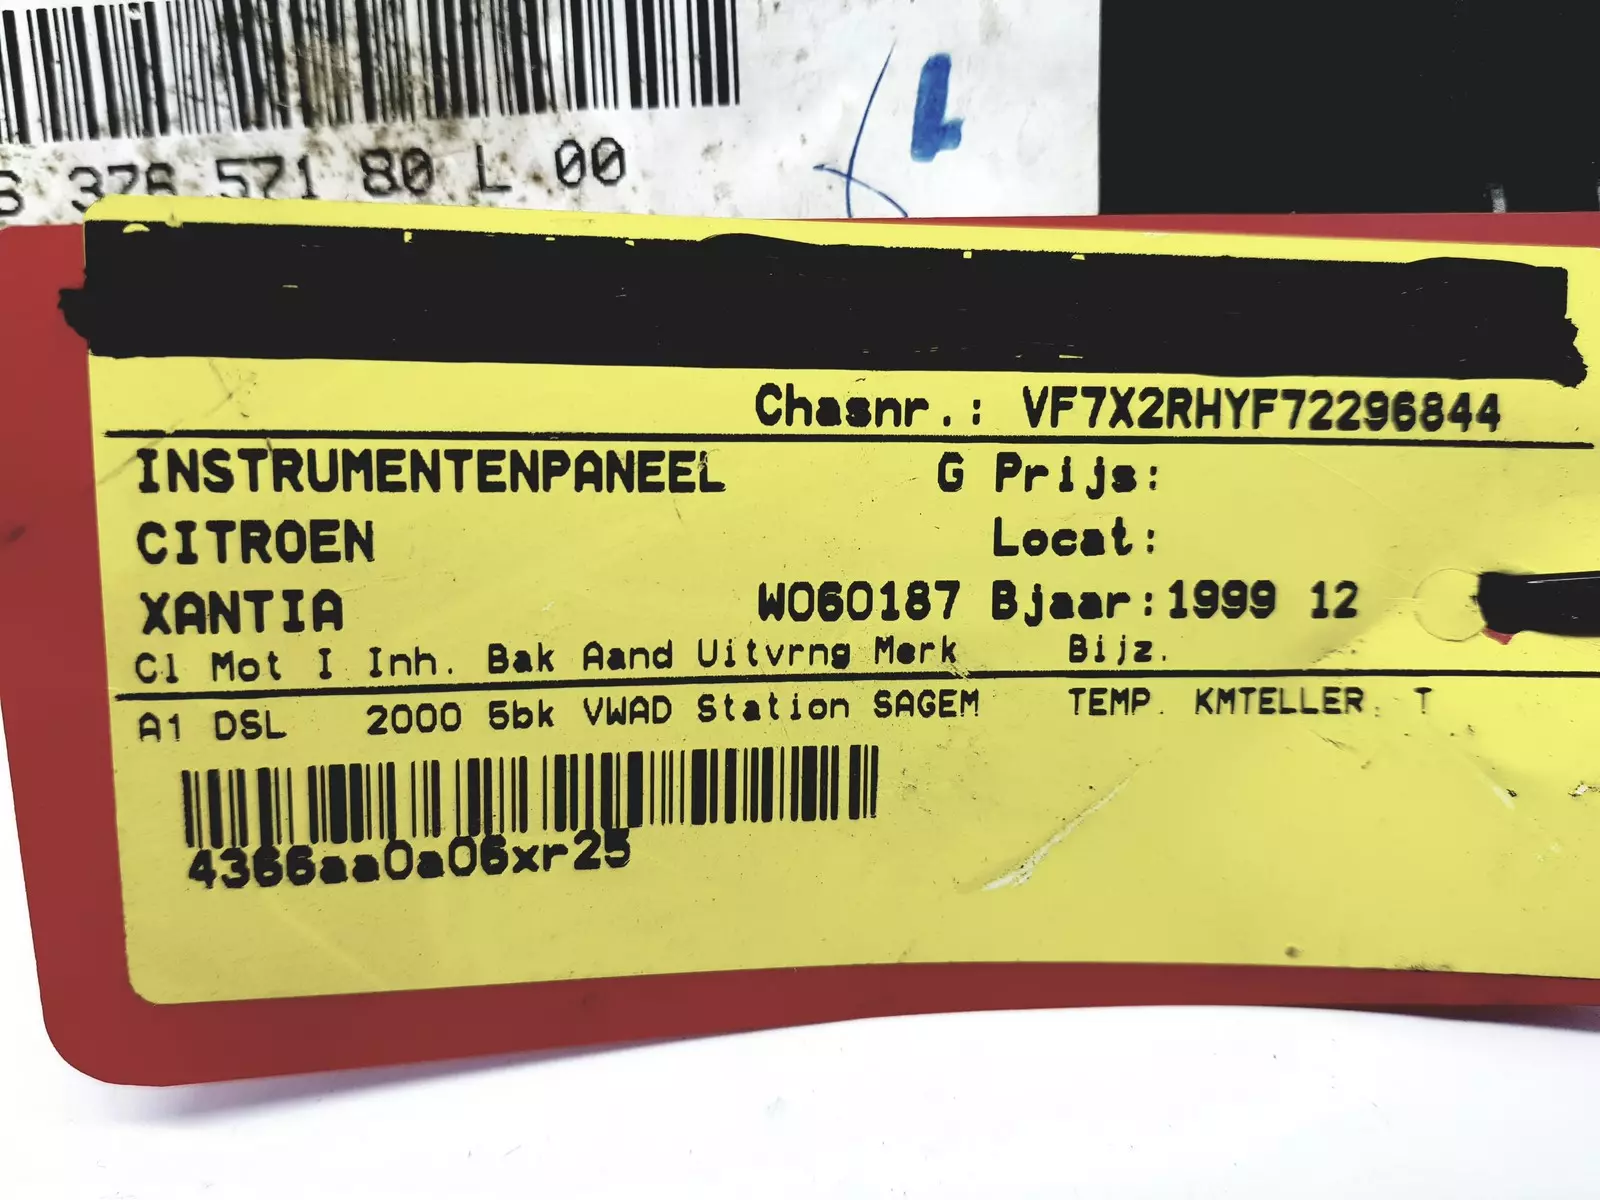 376 571 80 L 00
Chasnr.: VF7X2RHYF72296844
INSTRUMENTENPANEEL G Prijs:
CITROEN Locat:
XANTIA W060187 Bjaar:1999 12
Cl Mot I Inh. Bak Aand Uitvrng Merk Bijz.
A1 DSL 2000 5bk VWAD Station SAGEM TEMP. KMTELLER. T
4366aa0a06xr25